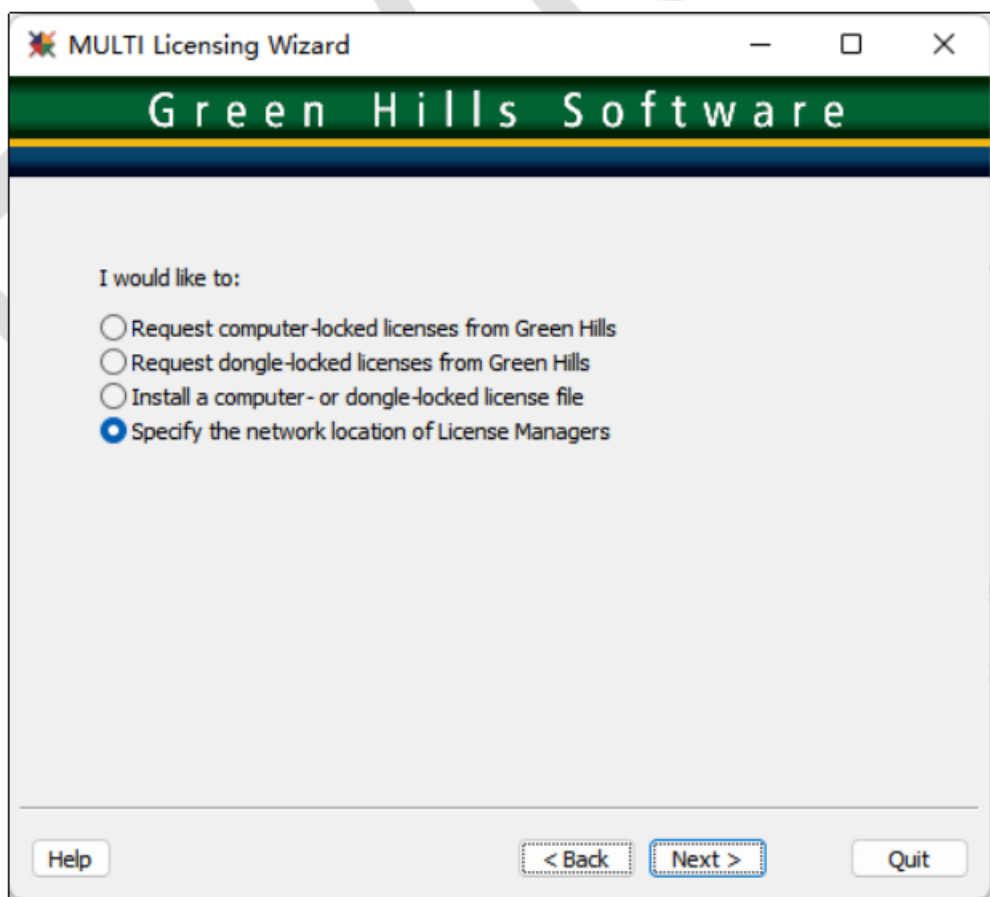 MULTI Licensing Wizard
Green Hills Software
I would like to:
Request computer-locked licenses from Green Hills
Request dongle-locked licenses from Green Hills
Install a computer- or dongle-locked license file
Specify the network location of License Managers
Help
< Back
Next >
Quit